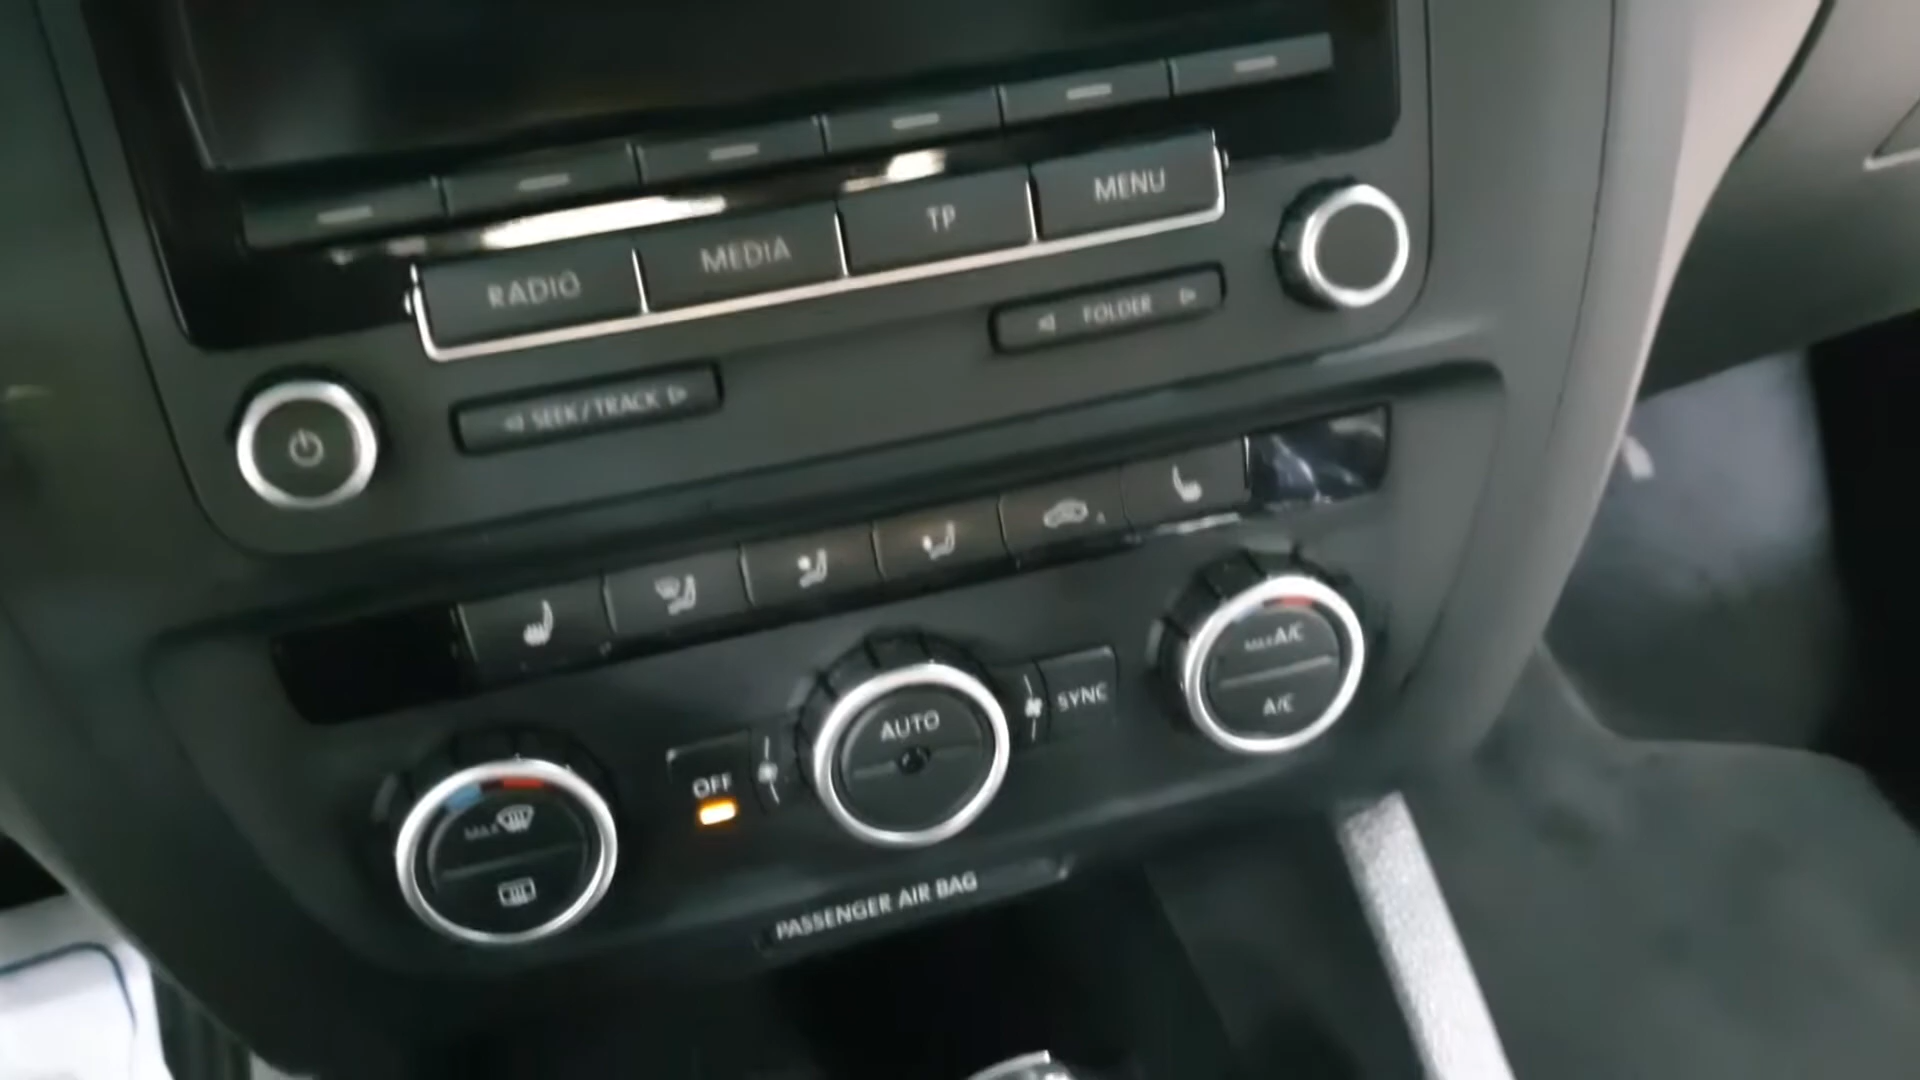 RADIO MEDIA TP MENU
FOLDER
SEEK/TRACK
MAX A/C
AUTO SYNC A/C
OFF
MAX
PASSENGER AIR BAG